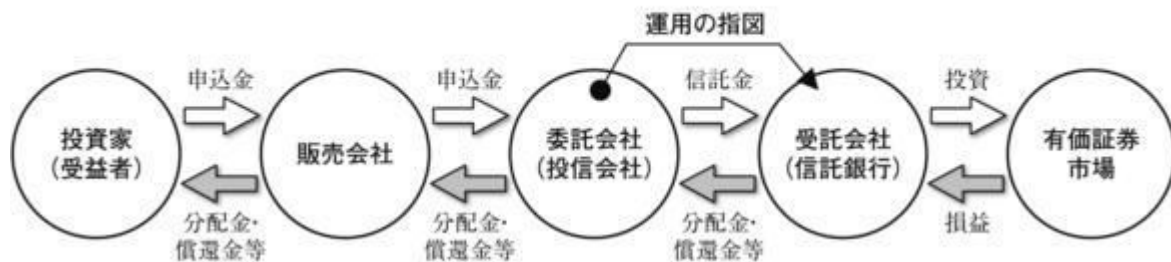 運用の指図
申込金
申込金
信託金
投資
投資家
(受益者)
販売会社
委託会社
(投信会社)
受託会社
(信託銀行)
有価証券
市場
分配金・
償還金等
分配金・
償還金等
分配金・
償還金等
損益